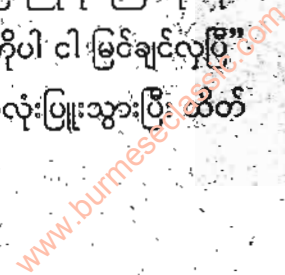 ကိုပါ ငါ မြင်ချင်လှပြီ”
လုံးပြူးသွားပြီး ထိတ်
www.burmeseclassic.com